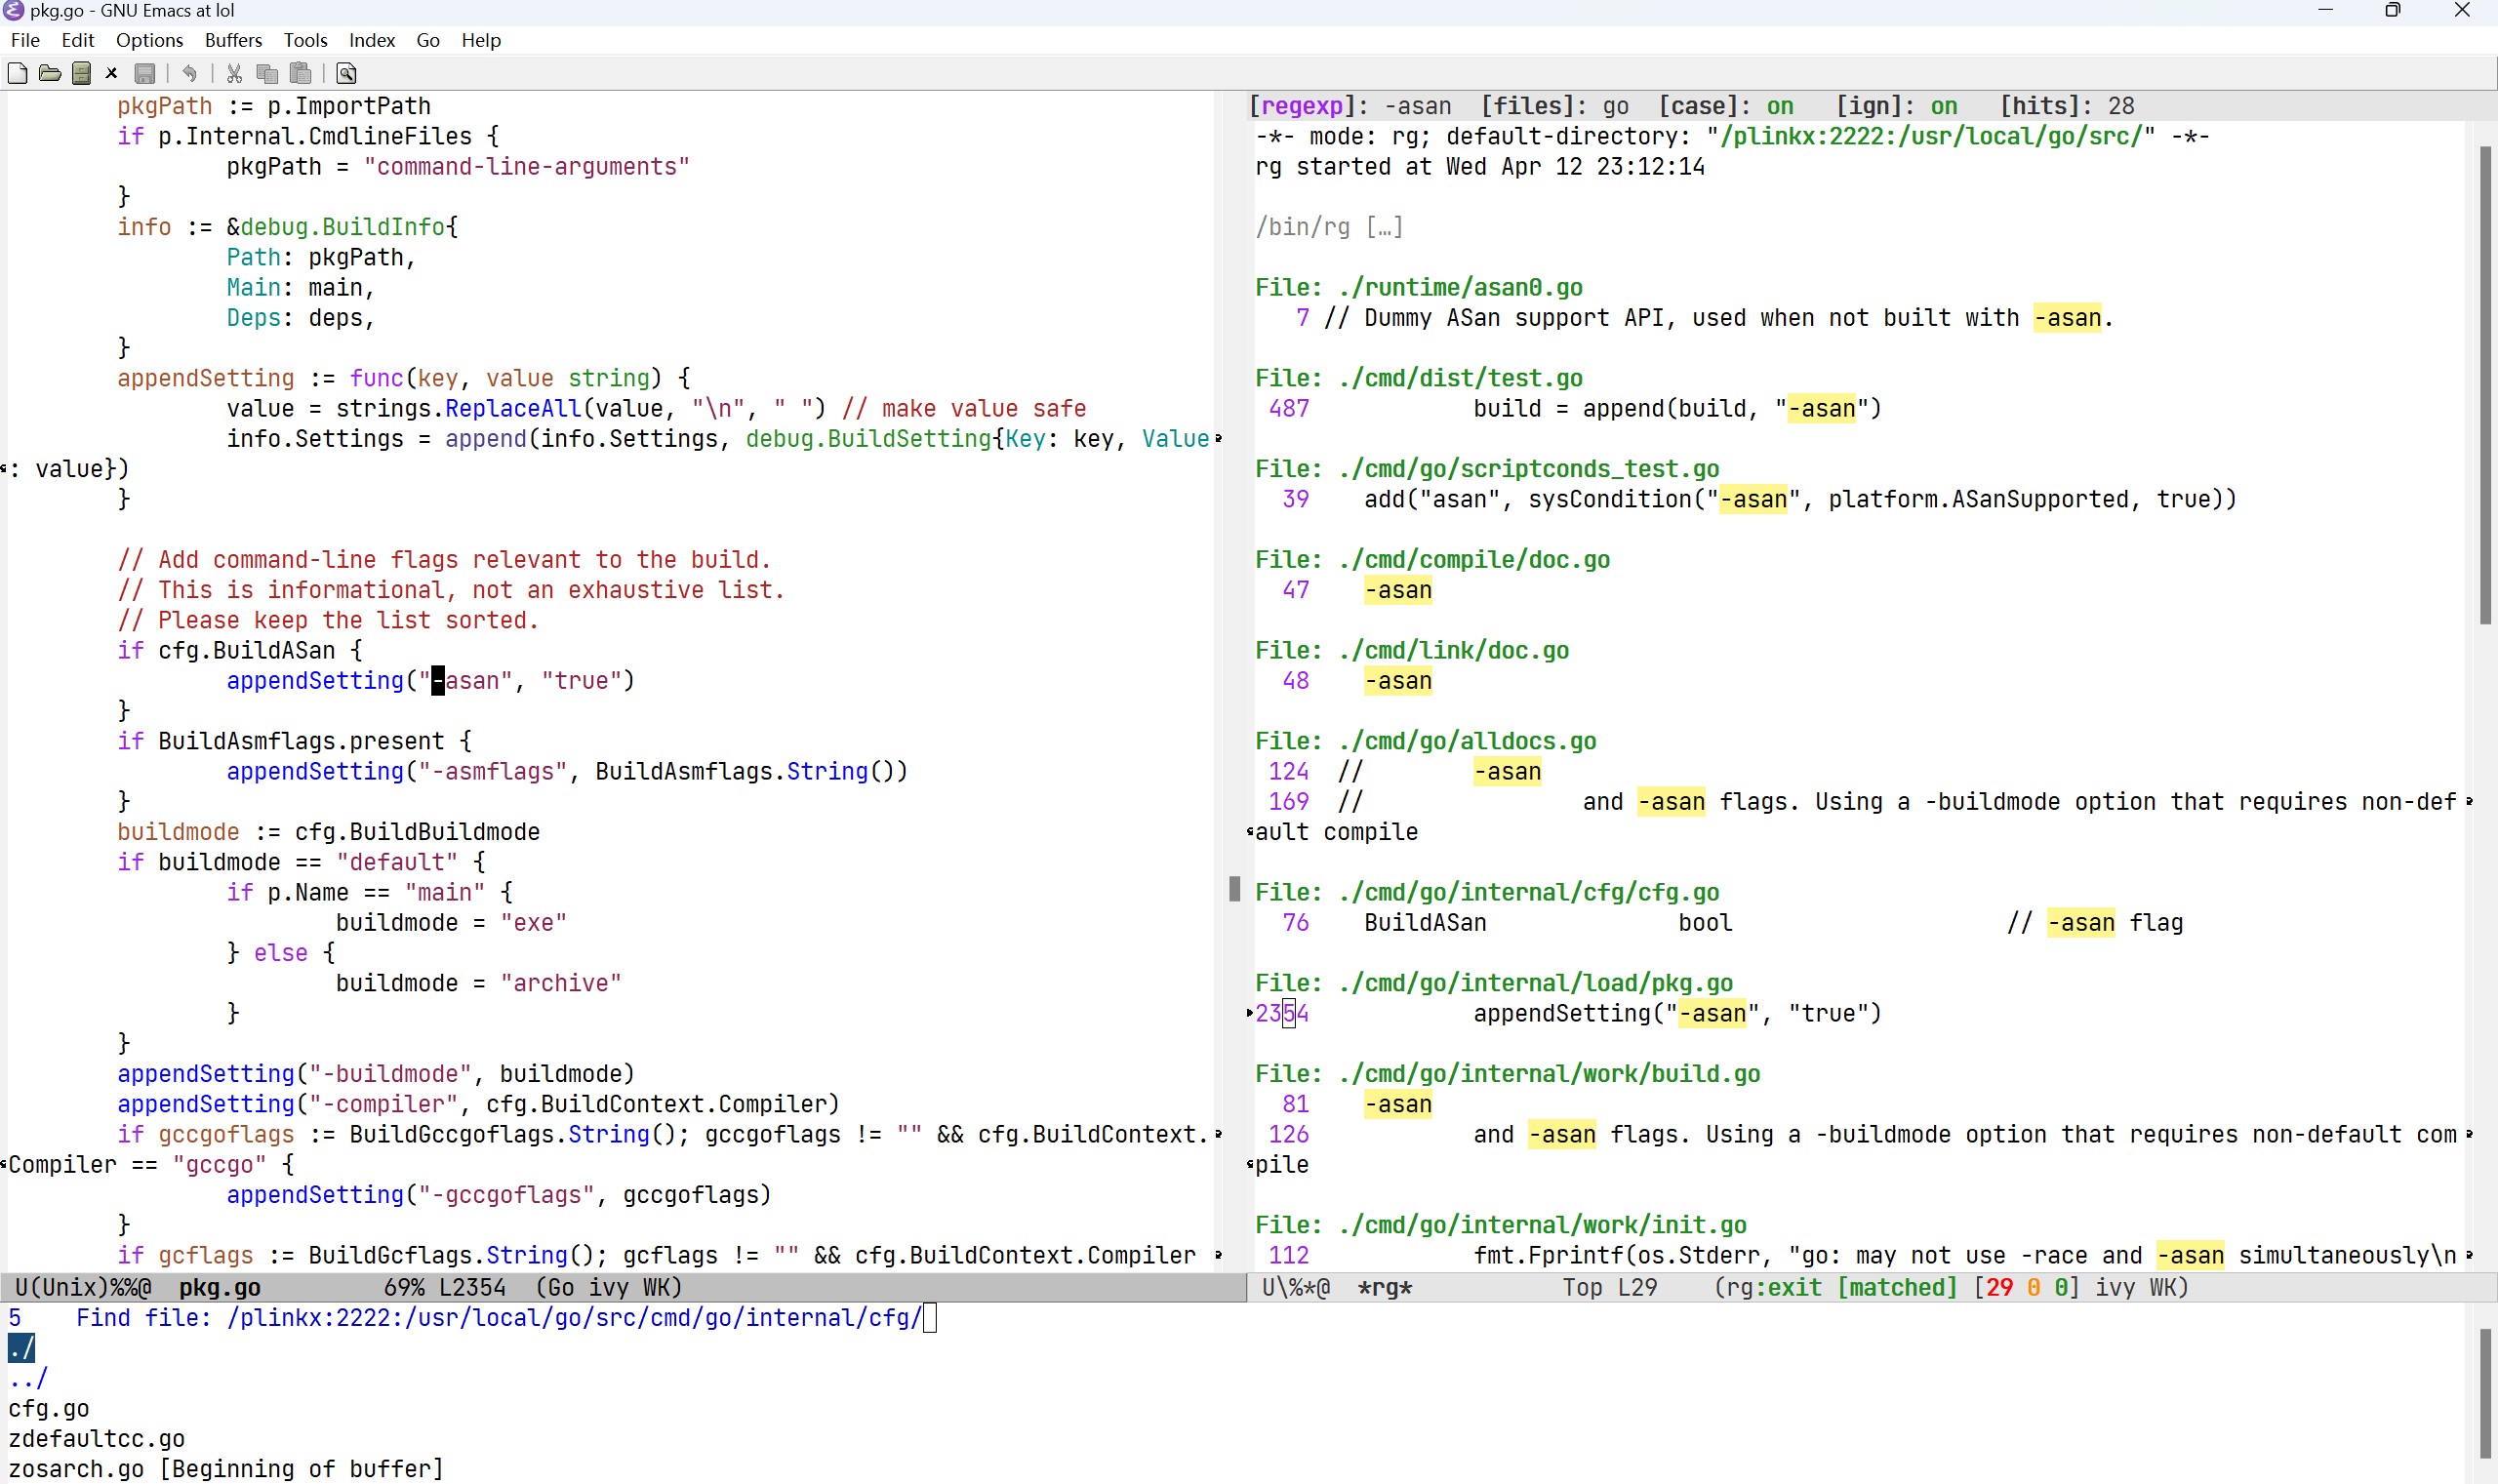 pkg.go - GNU Emacs at lol
File Edit Options Buffers Tools Index Go Help
pkgPath := p.ImportPath
if p.Internal.CmdlineFiles {
pkgPath = "command-line-arguments"
}
info := &debug.BuildInfo{
Path: pkgPath,
Main: main,
Deps: deps,
}
appendSetting := func(key, value string) {
value = strings.ReplaceAll(value, "\n", " ") // make value safe
info.Settings = append(info.Settings, debug.BuildSetting{Key: key, Value
: value})
}
// Add command-line flags relevant to the build.
// This is informational, not an exhaustive list.
// Please keep the list sorted.
if cfg.BuildASan {
appendSetting("-asan", "true")
}
if BuildAsmflags.present {
appendSetting("-asmflags", BuildAsmflags.String())
}
buildmode := cfg.BuildBuildmode
if buildmode == "default" {
if p.Name == "main" {
buildmode = "exe"
} else {
buildmode = "archive"
}
}
appendSetting("-buildmode", buildmode)
appendSetting("-compiler", cfg.BuildContext.Compiler)
if gccgoflags := BuildGccgoflags.String(); gccgoflags != "" && cfg.BuildContext.
Compiler == "gccgo" {
appendSetting("-gccgoflags", gccgoflags)
}
if gcflags := BuildGcflags.String(); gcflags != "" && cfg.BuildContext.Compiler
U(Unix)%%@ pkg.go 69% L2354 (Go ivy WK)
[regexp]: -asan [files]: go [case]: on [ign]: on [hits]: 28
-*- mode: rg; default-directory: "/plinkx:2222:/usr/local/go/src/" -*-
rg started at Wed Apr 12 23:12:14
/bin/rg […]
File: ./runtime/asan0.go
7 // Dummy ASan support API, used when not built with -asan.
File: ./cmd/dist/test.go
487 build = append(build, "-asan")
File: ./cmd/go/scriptconds_test.go
39 add("asan", sysCondition("-asan", platform.ASanSupported, true))
File: ./cmd/compile/doc.go
47 -asan
File: ./cmd/link/doc.go
48 -asan
File: ./cmd/go/alldocs.go
124 // -asan
169 // and -asan flags. Using a -buildmode option that requires non-def
ault compile
File: ./cmd/go/internal/cfg/cfg.go
76 BuildASan bool // -asan flag
File: ./cmd/go/internal/load/pkg.go
2354 appendSetting("-asan", "true")
File: ./cmd/go/internal/work/build.go
81 -asan
126 and -asan flags. Using a -buildmode option that requires non-default com
pile
File: ./cmd/go/internal/work/init.go
112 fmt.Fprintf(os.Stderr, "go: may not use -race and -asan simultaneously\n
U\%*@ *rg* Top L29 (rg:exit [matched] [29 0 0] ivy WK)
5 Find file: /plinkx:2222:/usr/local/go/src/cmd/go/internal/cfg/
./
../
cfg.go
zdefaultcc.go
zosarch.go [Beginning of buffer]